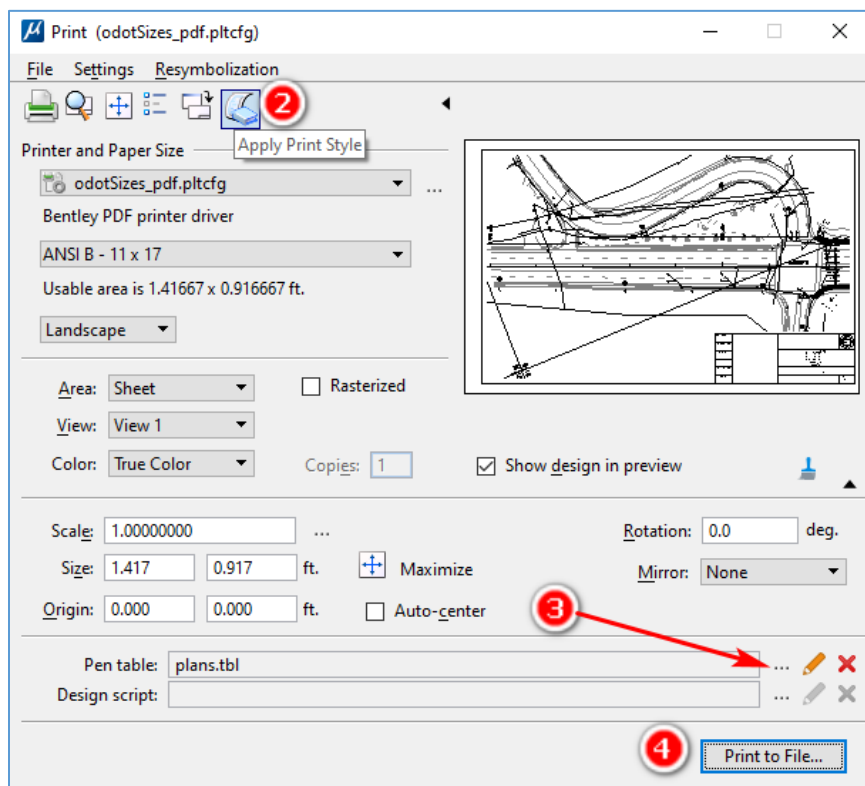 Print (odotSizes_pdf.pltcfg)
File Settings Resymbolization
2
Apply Print Style
Printer and Paper Size
odotSizes_pdf.pltcfg ...
Bentley PDF printer driver
ANSI B - 11 x 17
Usable area is 1.41667 x 0.916667 ft.
Landscape
Area: Sheet Rasterized
View: View 1
Color: True Color Copies: 1 Show design in preview
Scale: 1.00000000 ... Rotation: 0.0 deg.
Size: 1.417 0.917 ft. Maximize Mirror: None
Origin: 0.000 0.000 ft. Auto-center 3
Pen table: plans.tbl ...
Design script: ...
4 Print to File...